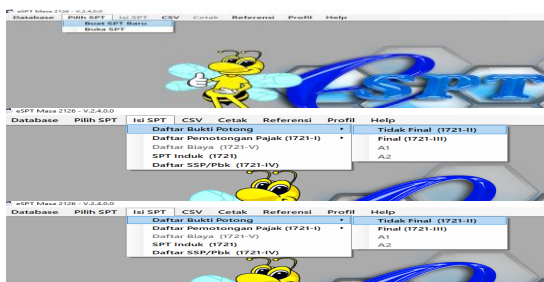 eSPT Masa 2126 - V.2.4.0.0
Database Pilih SPT Isi SPT CSV Cetak Referensi Profil Help
Buat SPT Baru
Buka SPT
SPT
eSPT Masa 2126 - V.2.4.0.0
Database Pilih SPT Isi SPT CSV Cetak Referensi Profil Help
Daftar Bukti Potong Tidak Final (1721-II)
Daftar Pemotongan Pajak (1721-I) Final (1721-III)
Daftar Biaya (1721-V) A1
SPT Induk (1721) A2
Daftar SSP/Pbk (1721-IV)
eSPT Masa 2126 - V.2.4.0.0
Database Pilih SPT Isi SPT CSV Cetak Referensi Profil Help
Daftar Bukti Potong Tidak Final (1721-II)
Daftar Pemotongan Pajak (1721-I) Final (1721-III)
Daftar Biaya (1721-V) A1
SPT Induk (1721) A2
Daftar SSP/Pbk (1721-IV)